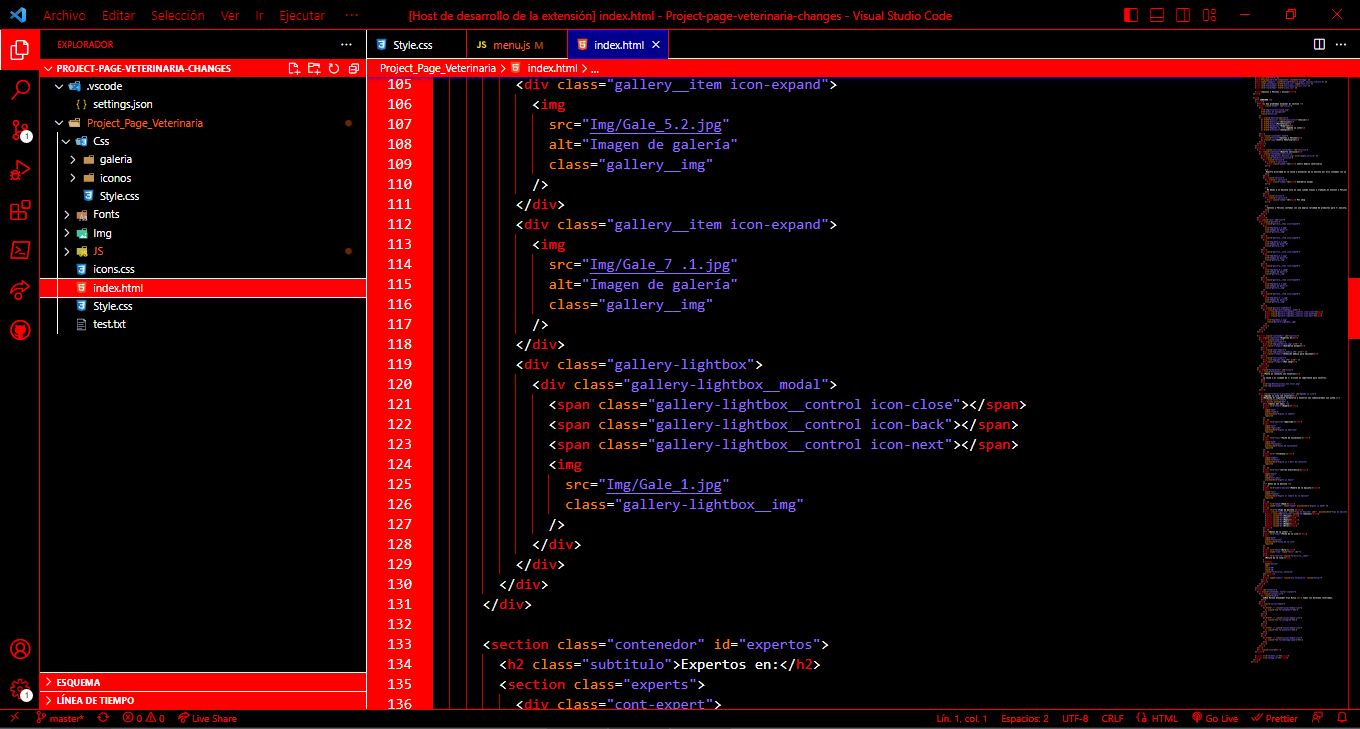 Archivo Editar Selección Ver Ir Ejecutar ··· [Host de desarrollo de la extensión] index.html - Project-page-veterinaria-changes - Visual Studio Code
EXPLORADOR ···
PROJECT-PAGE-VETERINARIA-CHANGES
.vscode
{ } settings.json
Project_Page_Veterinaria
Css
galeria
iconos
Style.css
Fonts
Img
JS
icons.css
index.html
Style.css
test.txt
ESQUEMA
LÍNEA DE TIEMPO
1
1
Style.css JS menu.js M index.html ×
Project_Page_Veterinaria > index.html > ...
105 <div class="gallery__item icon-expand">
106 <img
107 src="Img/Gale_5.2.jpg"
108 alt="Imagen de galería"
109 class="gallery__img"
110 />
111 </div>
112 <div class="gallery__item icon-expand">
113 <img
114 src="Img/Gale_7 .1.jpg"
115 alt="Imagen de galería"
116 class="gallery__img"
117 />
118 </div>
119 <div class="gallery-lightbox">
120 <div class="gallery-lightbox__modal">
121 <span class="gallery-lightbox__control icon-close"></span>
122 <span class="gallery-lightbox__control icon-back"></span>
123 <span class="gallery-lightbox__control icon-next"></span>
124 <img
125 src="Img/Gale_1.jpg"
126 class="gallery-lightbox__img"
127 />
128 </div>
129 </div>
130 </div>
131 </div>
132
133 <section class="contenedor" id="expertos">
134 <h2 class="subtitulo">Expertos en:</h2>
135 <section class="experts">
136 <div class="cont-expert">
master* 0 0 Live Share Lín. 1, col. 1 Espacios: 2 UTF-8 CRLF HTML Go Live Prettier